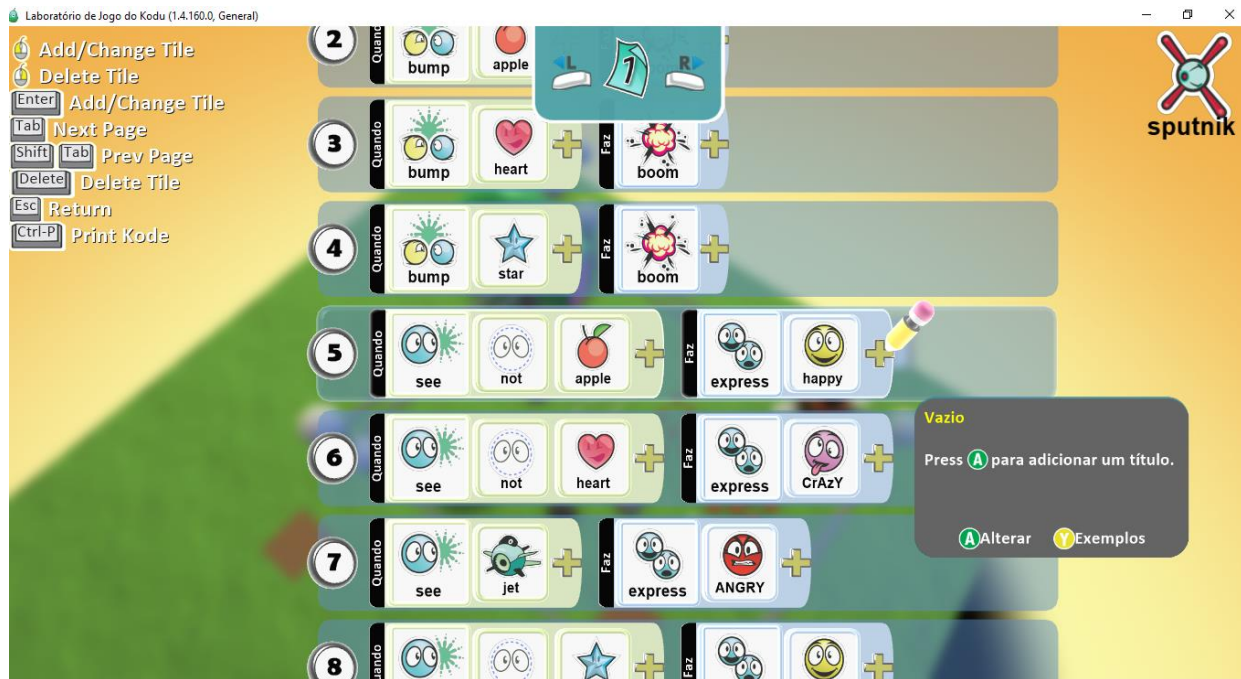 Laboratório de Jogo do Kodu (1.4.160.0, General)
Add/Change Tile
Delete Tile
Enter Add/Change Tile
Tab Next Page
Shift Tab Prev Page
Delete Delete Tile
Esc Return
Ctrl-P Print Kode
L 1 R
sputnik
2 Quando bump apple
3 Quando bump heart Faz boom
4 Quando bump star Faz boom
5 Quando see not apple Faz express happy
6 Quando see not heart Faz express CrAzY
7 Quando see jet Faz express ANGRY
8 Quando Faz
Vazio
Press A para adicionar um título.
A Alterar Y Exemplos